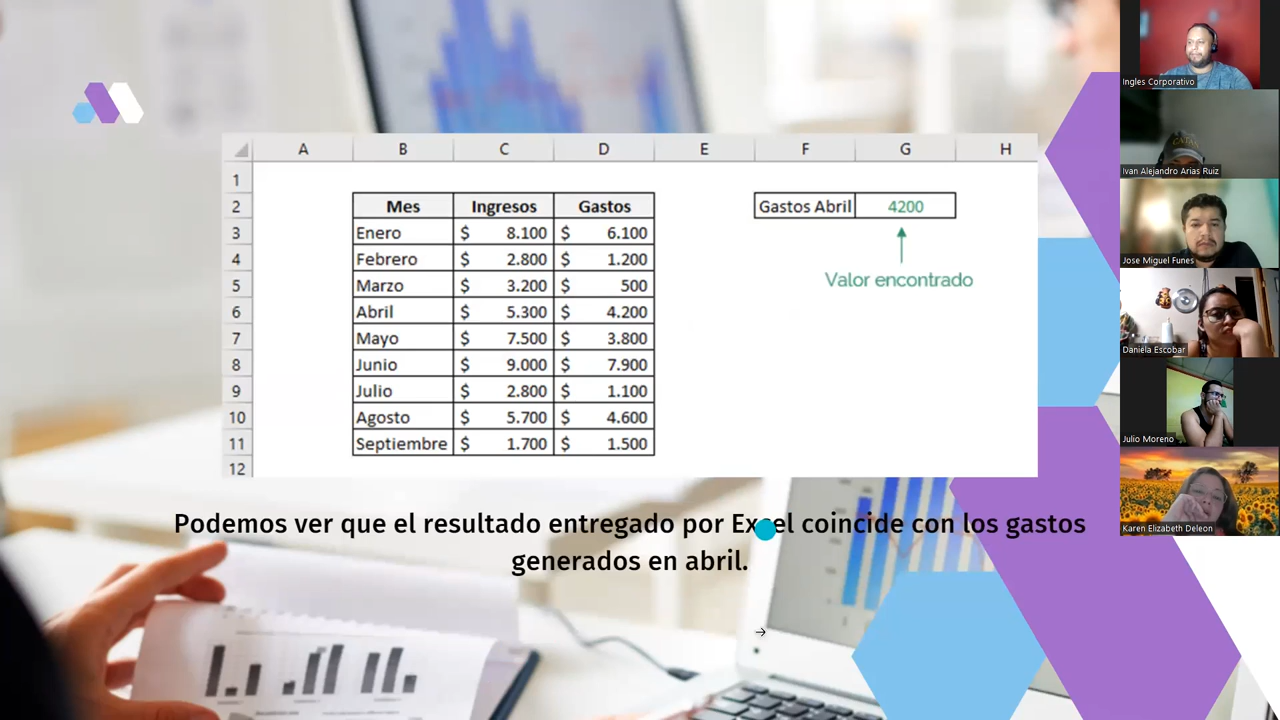 A B C D E F G H
1
2 Mes Ingresos Gastos Gastos Abril 4200
3 Enero $ 8.100 $ 6.100
4 Febrero $ 2.800 $ 1.200
Valor encontrado
5 Marzo $ 3.200 $ 500
6 Abril $ 5.300 $ 4.200
7 Mayo $ 7.500 $ 3.800
8 Junio $ 9.000 $ 7.900
9 Julio $ 2.800 $ 1.100
10 Agosto $ 5.700 $ 4.600
11 Septiembre $ 1.700 $ 1.500
12
Podemos ver que el resultado entregado por Excel coincide con los gastos
generados en abril.
Ingles Corporativo
Ivan Alejandro Arias Ruiz
Jose Miguel Funes
Daniela Escobar
Julio Moreno
Karen Elizabeth Deleon